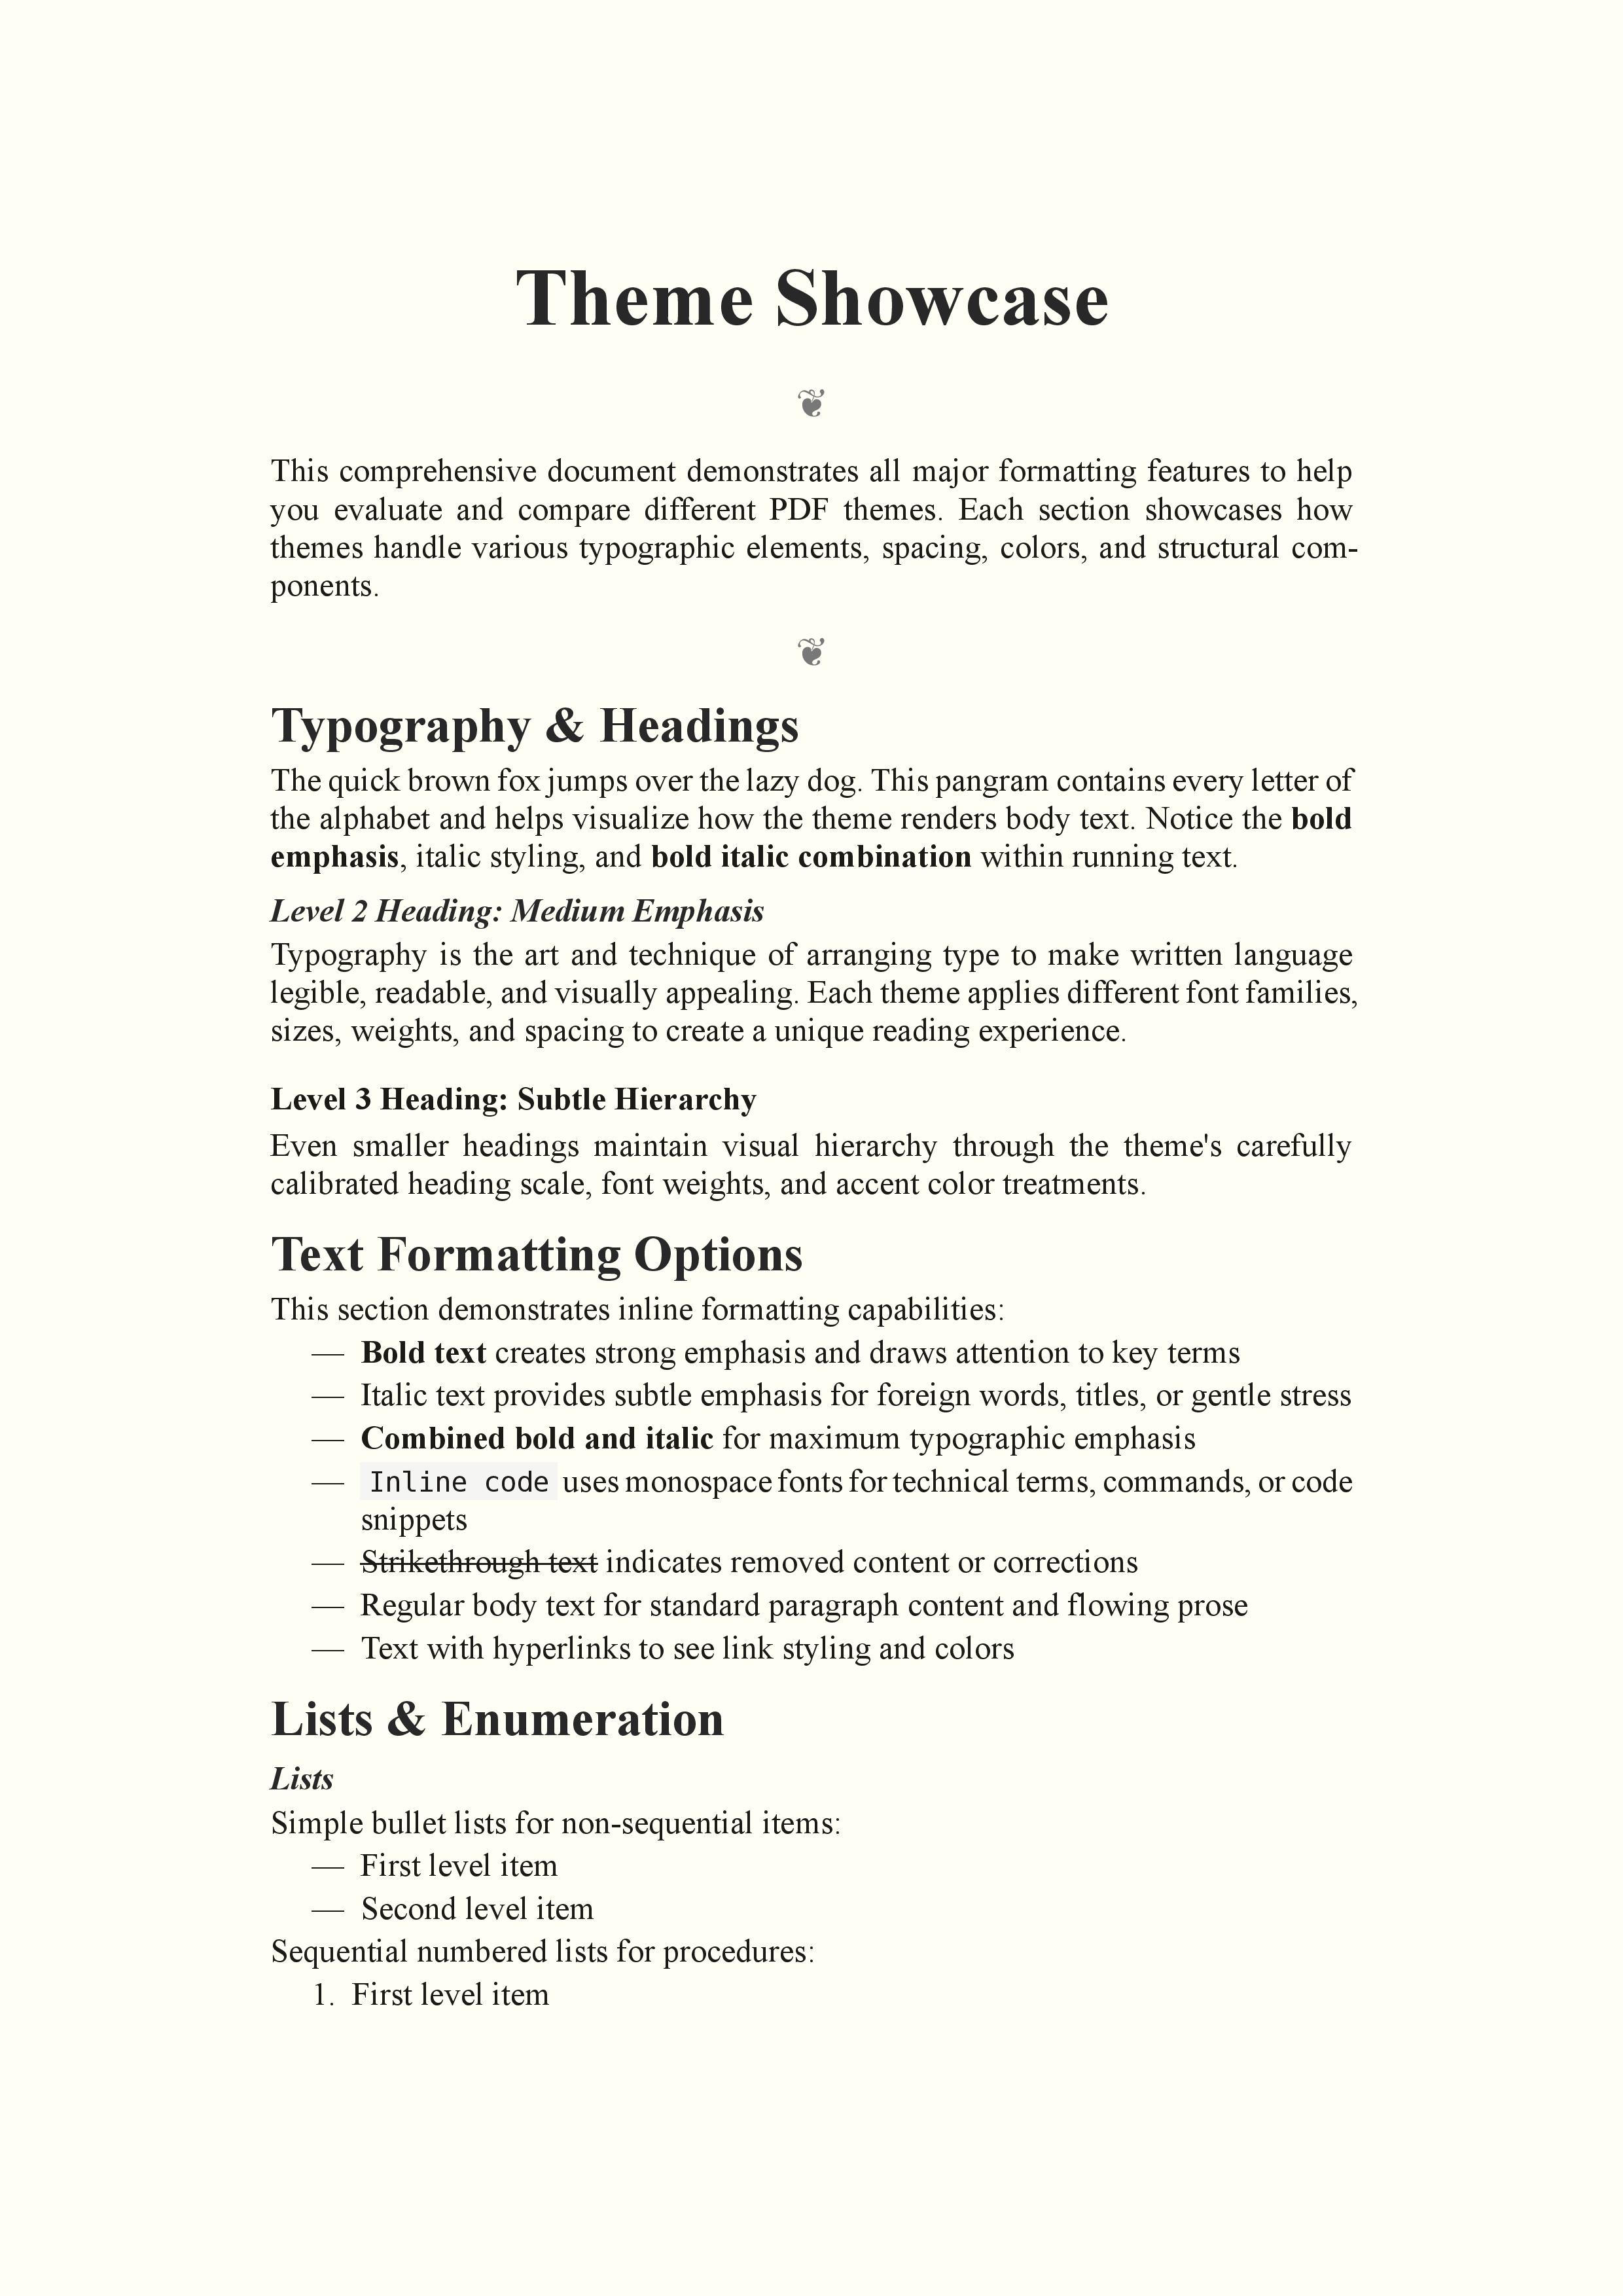 Theme Showcase
❦
This comprehensive document demonstrates all major formatting features to help
you evaluate and compare different PDF themes. Each section showcases how
themes handle various typographic elements, spacing, colors, and structural com-
ponents.
❦
Typography & Headings
The quick brown fox jumps over the lazy dog. This pangram contains every letter of
the alphabet and helps visualize how the theme renders body text. Notice the bold
emphasis, italic styling, and bold italic combination within running text.
Level 2 Heading: Medium Emphasis
Typography is the art and technique of arranging type to make written language
legible, readable, and visually appealing. Each theme applies different font families,
sizes, weights, and spacing to create a unique reading experience.
Level 3 Heading: Subtle Hierarchy
Even smaller headings maintain visual hierarchy through the theme's carefully
calibrated heading scale, font weights, and accent color treatments.
Text Formatting Options
This section demonstrates inline formatting capabilities:
— Bold text creates strong emphasis and draws attention to key terms
— Italic text provides subtle emphasis for foreign words, titles, or gentle stress
— Combined bold and italic for maximum typographic emphasis
— Inline code uses monospace fonts for technical terms, commands, or code
snippets
— Strikethrough text indicates removed content or corrections
— Regular body text for standard paragraph content and flowing prose
— Text with hyperlinks to see link styling and colors
Lists & Enumeration
Lists
Simple bullet lists for non-sequential items:
— First level item
— Second level item
Sequential numbered lists for procedures:
1. First level item